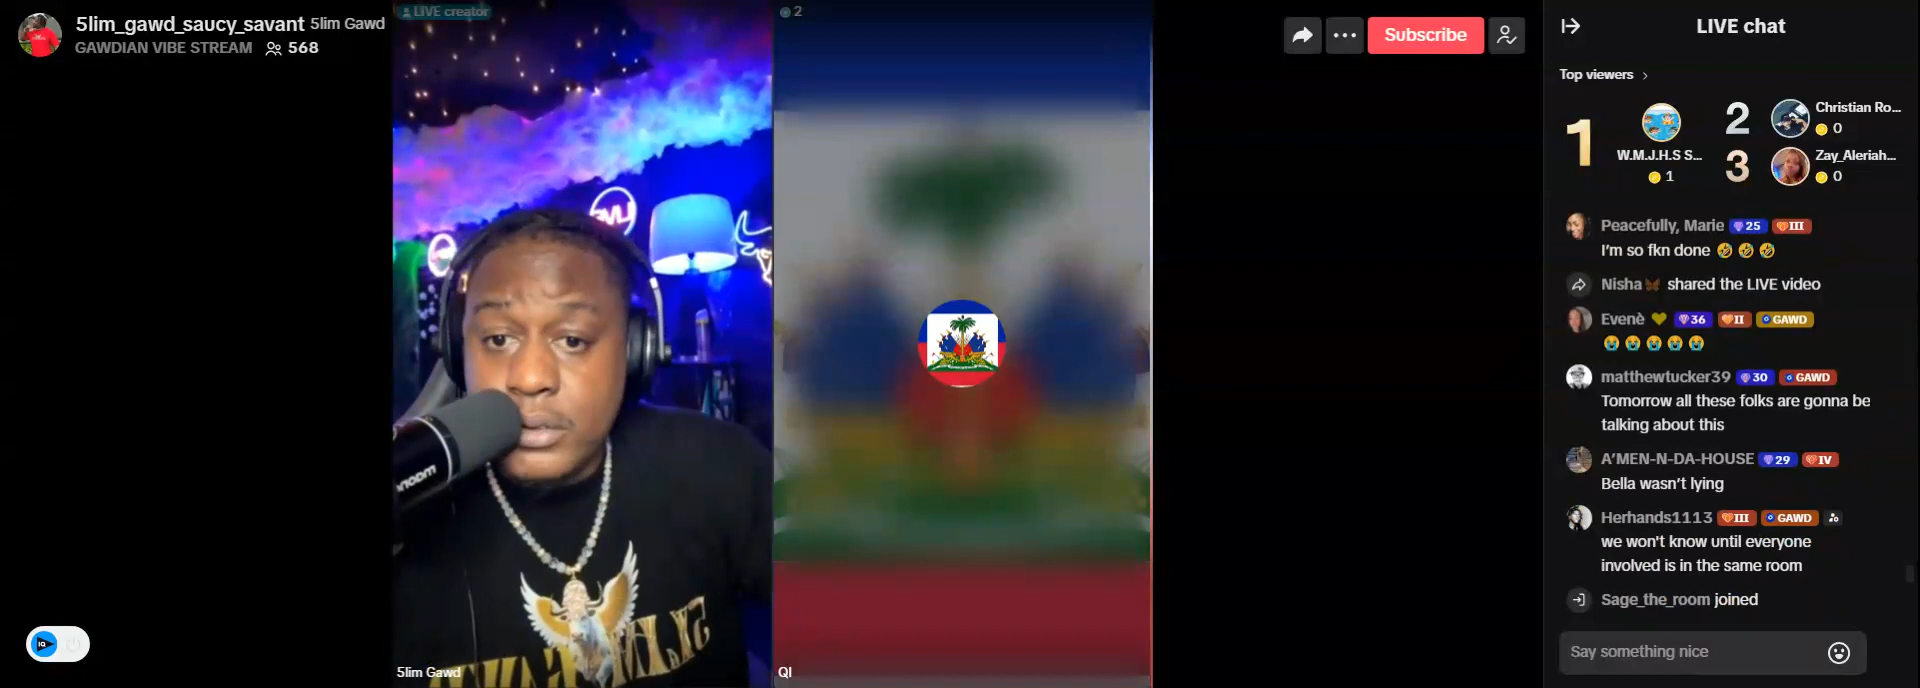 5lim_gawd_saucy_savant 5lim Gawd
GAWDIAN VIBE STREAM 568
LIVE creator
2
Subscribe
5lim Gawd
QI
LIVE chat
Top viewers
1
W.M.J.H.S S...
1
2
Christian Ro...
0
3
Zay_Aleriah...
0
Peacefully, Marie 25 III
I'm so fkn done 🤣 🤣 🤣
Nisha🦋 shared the LIVE video
Evenè 💛 36 II GAWD
😭 😭 😭 😭 😭
matthewtucker39 30 GAWD
Tomorrow all these folks are gonna be
talking about this
A'MEN-N-DA-HOUSE 29 IV
Bella wasn't lying
Herhands1113 III GAWD
we won't know until everyone
involved is in the same room
Sage_the_room joined
Say something nice